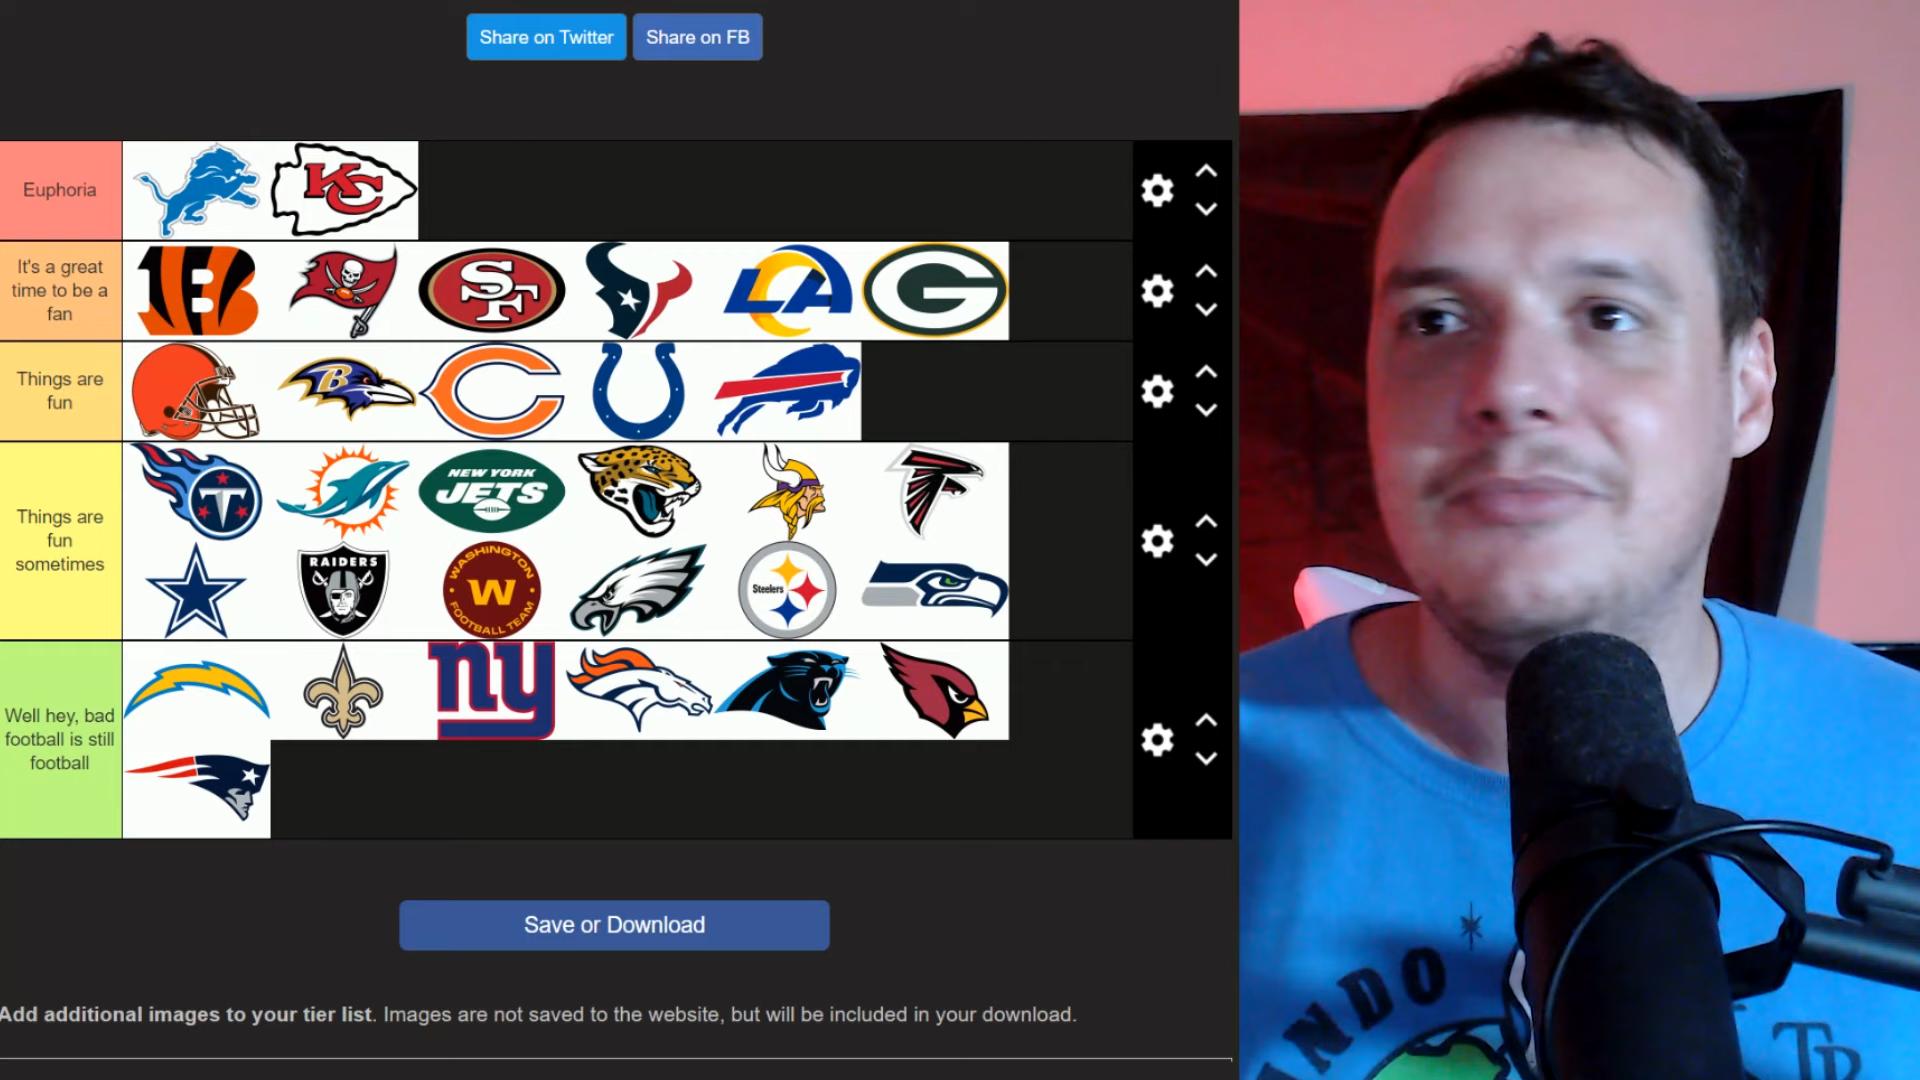 Share on Twitter Share on FB
Euphoria
KC
It's a great
time to be a
fan
B SF LA G
Things are
fun
B C
Things are
fun
sometimes
T NEW YORK
JETS F
RAIDERS WASHINGTON
W
FOOTBALL TEAM
Steelers
Well hey, bad
football is still
football
ny
Save or Download
Add additional images to your tier list. Images are not saved to the website, but will be included in your download.
NDO